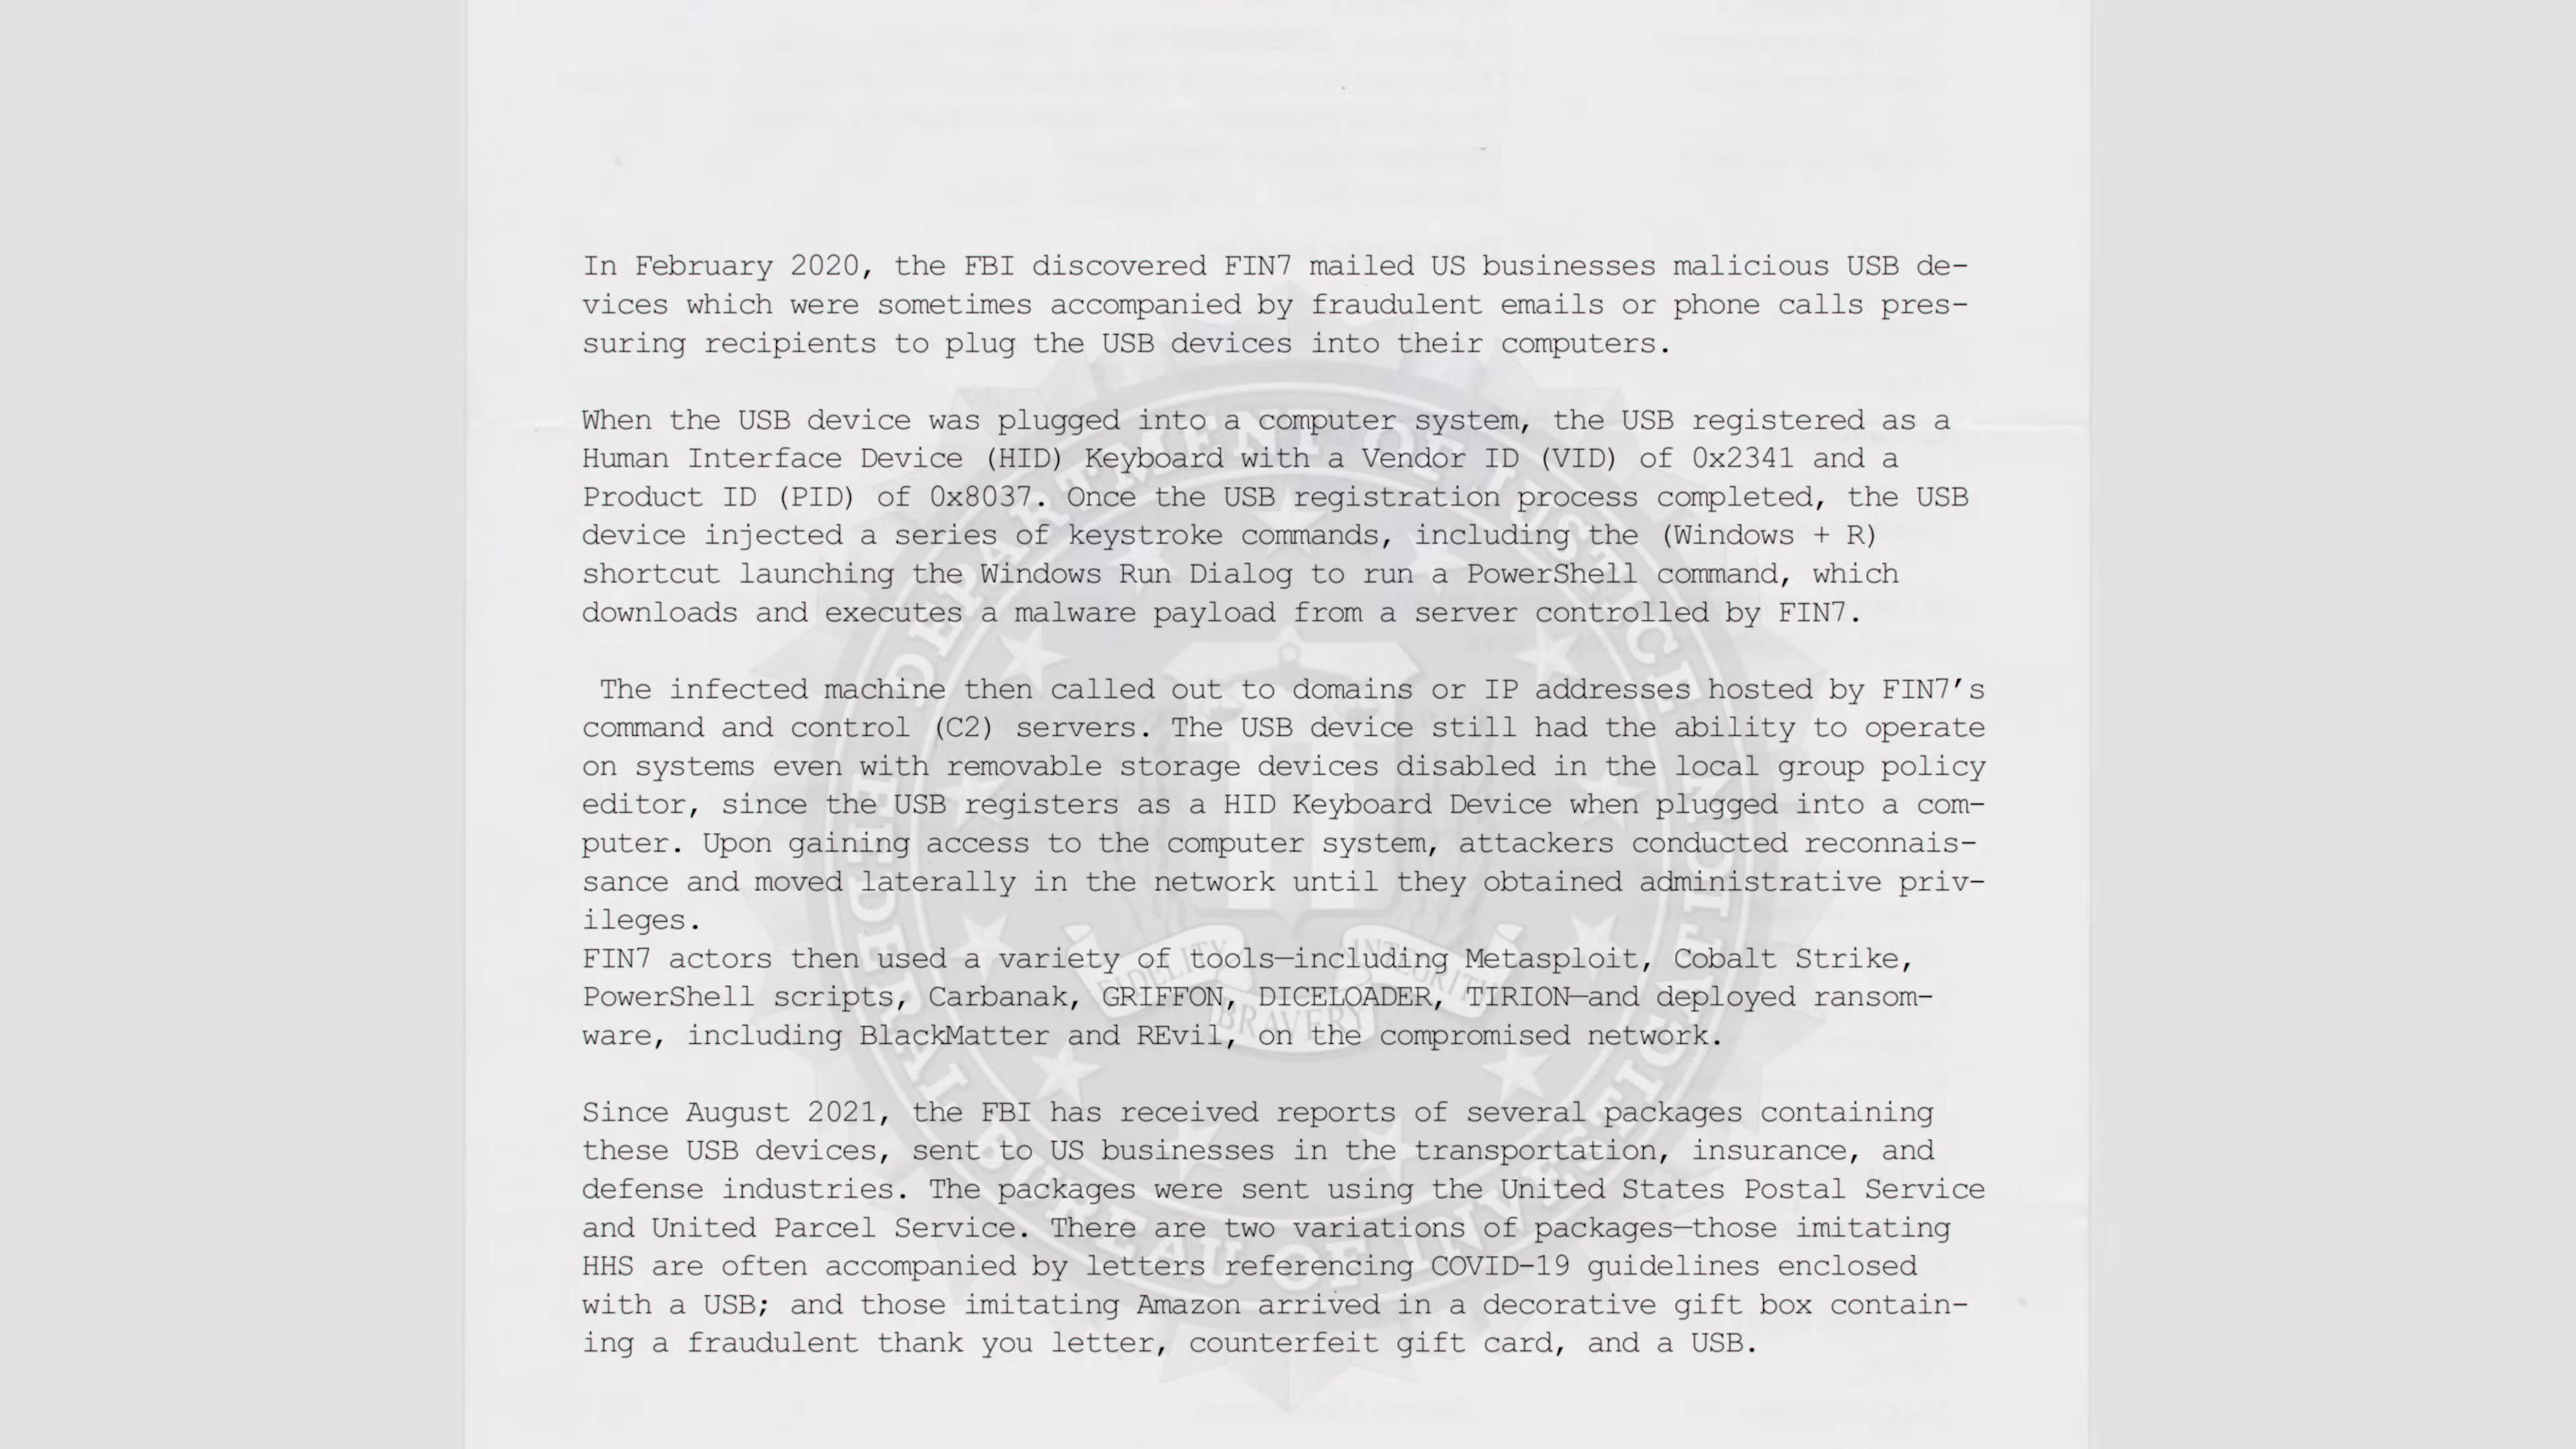 In February 2020, the FBI discovered FIN7 mailed US businesses malicious USB de-
vices which were sometimes accompanied by fraudulent emails or phone calls pres-
suring recipients to plug the USB devices into their computers.
When the USB device was plugged into a computer system, the USB registered as a
Human Interface Device (HID) Keyboard with a Vendor ID (VID) of 0x2341 and a
Product ID (PID) of 0x8037. Once the USB registration process completed, the USB
device injected a series of keystroke commands, including the (Windows + R)
shortcut launching the Windows Run Dialog to run a PowerShell command, which
downloads and executes a malware payload from a server controlled by FIN7.
The infected machine then called out to domains or IP addresses hosted by FIN7's
command and control (C2) servers. The USB device still had the ability to operate
on systems even with removable storage devices disabled in the local group policy
editor, since the USB registers as a HID Keyboard Device when plugged into a com-
puter. Upon gaining access to the computer system, attackers conducted reconnais-
sance and moved laterally in the network until they obtained administrative priv-
ileges.
FIN7 actors then used a variety of tools—including Metasploit, Cobalt Strike,
PowerShell scripts, Carbanak, GRIFFON, DICELOADER, TIRION—and deployed ransom-
ware, including BlackMatter and REvil, on the compromised network.
Since August 2021, the FBI has received reports of several packages containing
these USB devices, sent to US businesses in the transportation, insurance, and
defense industries. The packages were sent using the United States Postal Service
and United Parcel Service. There are two variations of packages—those imitating
HHS are often accompanied by letters referencing COVID-19 guidelines enclosed
with a USB; and those imitating Amazon arrived in a decorative gift box contain-
ing a fraudulent thank you letter, counterfeit gift card, and a USB.
DEPARTMENT OF JUSTICE
FEDERAL BUREAU OF INVESTIGATION
FIDELITY
BRAVERY
INTEGRITY